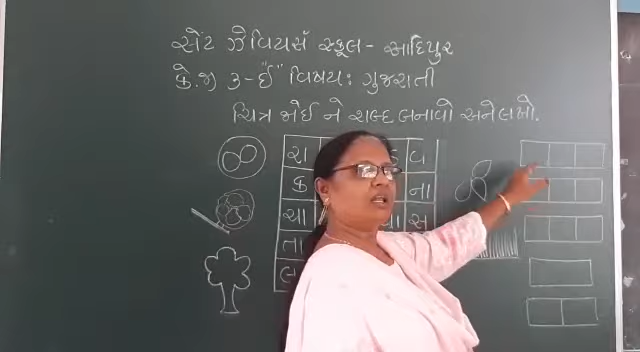 સેંટ ઝેવિયર્સ સ્કૂલ - આદિપુર
કે.જી ૩-"ઈ" વિષય: ગુજરાતી
ચિત્ર જોઈ ને શબ્દ બનાવો અને લખો.
રા વ
ક ના
ચા સ
તા
લ